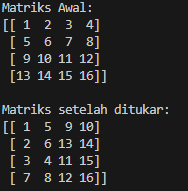 Matriks Awal:
[[ 1  2  3  4]
 [ 5  6  7  8]
 [ 9 10 11 12]
 [13 14 15 16]]

Matriks setelah ditukar:
[[ 1  5  9 10]
 [ 2  6 13 14]
 [ 3  4 11 15]
 [ 7  8 12 16]]